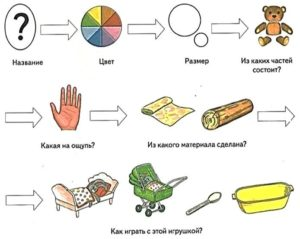 ?
Название
Цвет
Размер
Из каких частей
состоит?
Какая на ощупь?
Из какого материала сделана?
Как играть с этой игрушкой?